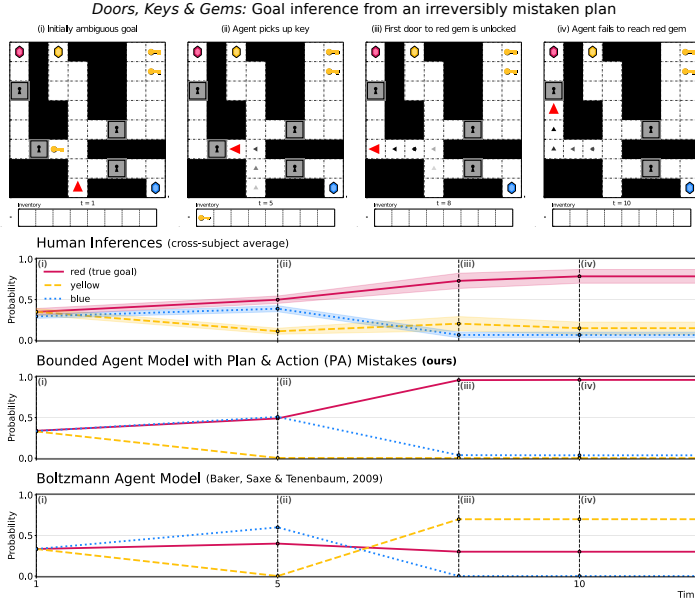 Doors, Keys & Gems: Goal inference from an irreversibly mistaken plan
(i) Initially ambiguous goal
(ii) Agent picks up key
(iii) First door to red gem is unlocked
(iv) Agent fails to reach red gem
Inventory t = 1
Inventory t = 5
Inventory t = 8
Inventory t = 10
Human Inferences (cross-subject average)
1.0
0.5
0.0
Probability
(i)
(ii)
(iii)
(iv)
red (true goal)
yellow
blue
Bounded Agent Model with Plan & Action (PA) Mistakes (ours)
1.0
0.5
0.0
Probability
(i)
(ii)
(iii)
(iv)
Boltzmann Agent Model (Baker, Saxe & Tenenbaum, 2009)
1.0
0.5
0.0
Probability
(i)
(ii)
(iii)
(iv)
1
5
10
Tim